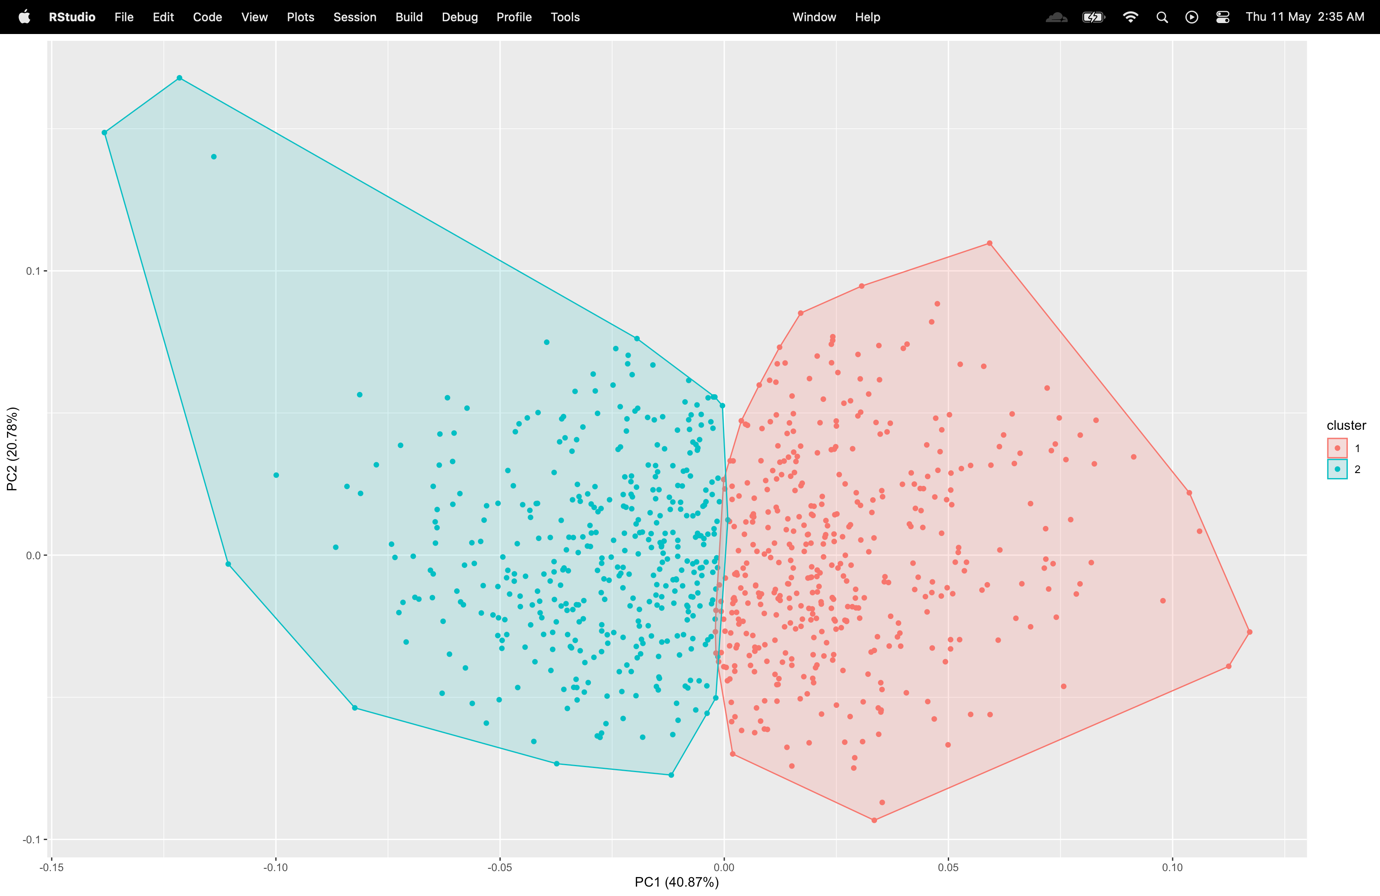 RStudio File Edit Code View Plots Session Build Debug Profile Tools Window Help Thu 11 May 2:35 AM
0.1
0.0
-0.1
PC2 (20.78%)
-0.15 -0.10 -0.05 0.00 0.05 0.10
PC1 (40.87%)
cluster
1
2